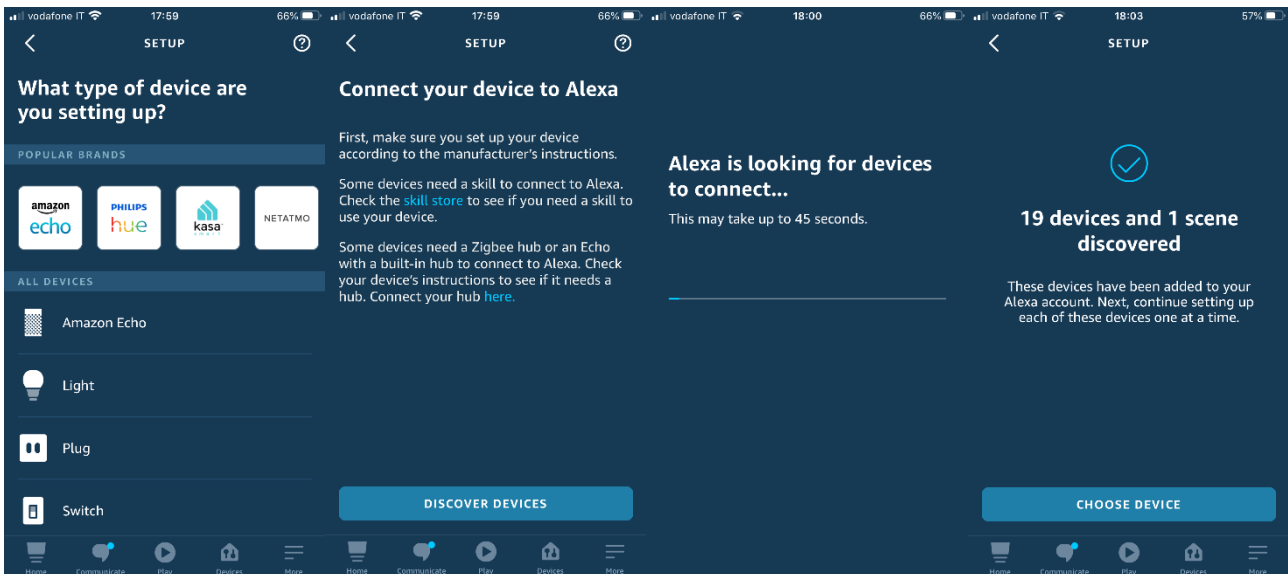 vodafone IT 17:59 66%
SETUP
What type of device are
you setting up?
POPULAR BRANDS
amazon
echo
PHILIPS
hue
kasa
smart
NETATMO
ALL DEVICES
Amazon Echo
Light
Plug
Switch
Home Communicate Play Devices More
vodafone IT 17:59 66%
SETUP
Connect your device to Alexa
First, make sure you set up your device
according to the manufacturer's instructions.
Some devices need a skill to connect to Alexa.
Check the skill store to see if you need a skill to
use your device.
Some devices need a Zigbee hub or an Echo
with a built-in hub to connect to Alexa. Check
your device's instructions to see if it needs a
hub. Connect your hub here.
DISCOVER DEVICES
Home Communicate Play Devices More
vodafone IT 18:00 66%
Alexa is looking for devices
to connect...
This may take up to 45 seconds.
vodafone IT 18:03 57%
SETUP
19 devices and 1 scene
discovered
These devices have been added to your
Alexa account. Next, continue setting up
each of these devices one at a time.
CHOOSE DEVICE
Home Communicate Play Devices More